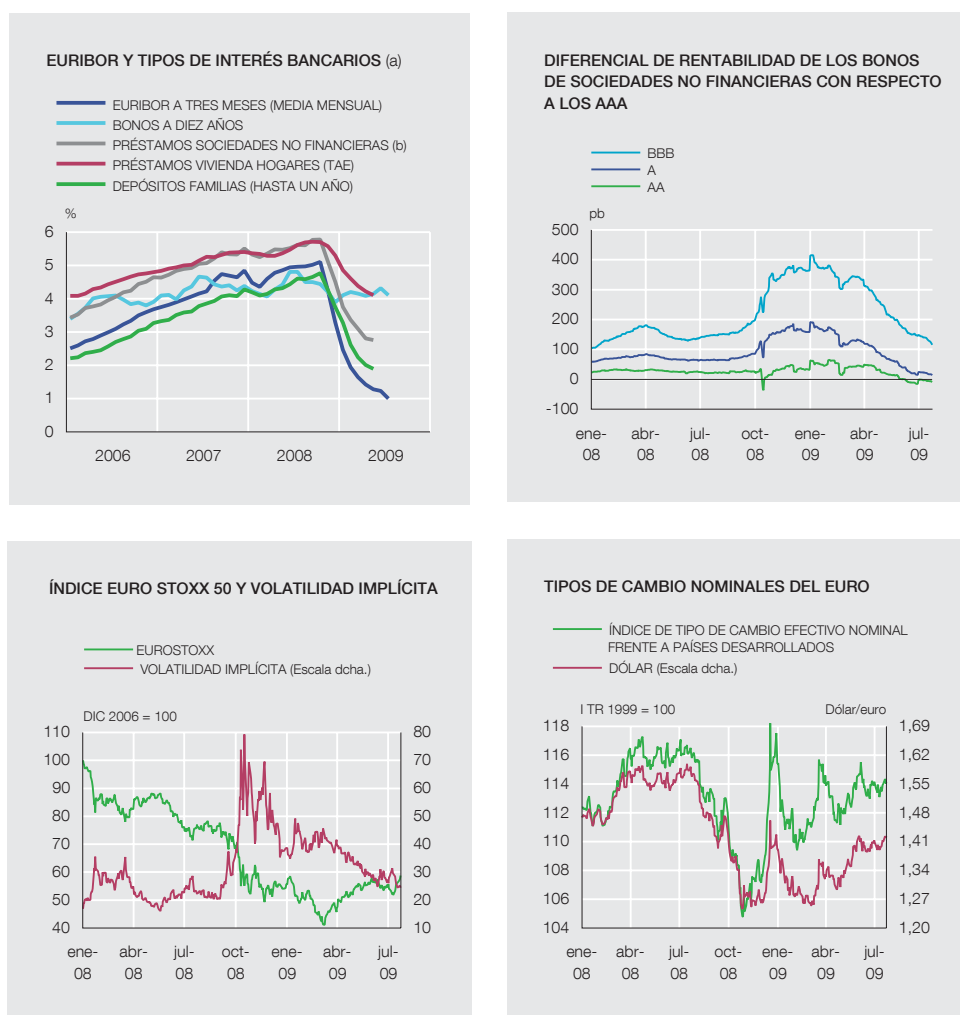 EURIBOR Y TIPOS DE INTERÉS BANCARIOS (a)
EURIBOR A TRES MESES (MEDIA MENSUAL)
BONOS A DIEZ AÑOS
PRÉSTAMOS SOCIEDADES NO FINANCIERAS (b)
PRÉSTAMOS VIVIENDA HOGARES (TAE)
DEPÓSITOS FAMILIAS (HASTA UN AÑO)
%
6
5
4
3
2
1
0
2006 2007 2008 2009
DIFERENCIAL DE RENTABILIDAD DE LOS BONOS
DE SOCIEDADES NO FINANCIERAS CON RESPECTO
A LOS AAA
BBB
A
AA
pb
500
400
300
200
100
0
-100
ene- abr- jul- oct- ene- abr- jul-
08 08 08 08 09 09 09
ÍNDICE EURO STOXX 50 Y VOLATILIDAD IMPLÍCITA
EUROSTOXX
VOLATILIDAD IMPLÍCITA (Escala dcha.)
DIC 2006 = 100
110 80
100 70
90 60
80 50
70 40
60 30
50 20
40 10
ene- abr- jul- oct- ene- abr- jul-
08 08 08 08 09 09 09
TIPOS DE CAMBIO NOMINALES DEL EURO
ÍNDICE DE TIPO DE CAMBIO EFECTIVO NOMINAL
FRENTE A PAÍSES DESARROLLADOS
DÓLAR (Escala dcha.)
I TR 1999 = 100 Dólar/euro
118 1,69
116 1,62
114 1,55
112 1,48
110 1,41
108 1,34
106 1,27
104 1,20
ene- abr- jul- oct- ene- abr- jul-
08 08 08 08 09 09 09